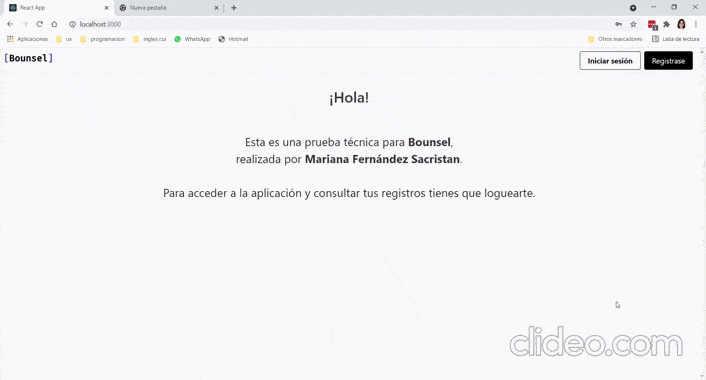 React App
Nueva pestaña
localhost:3000
Aplicaciones
ux
programacion
ingles cui
WhatsApp
Hotmail
Otros marcadores
Lista de lectura
[Bounsel]
Iniciar sesión
Registrase
¡Hola!
Esta es una prueba técnica para Bounsel,
realizada por Mariana Fernández Sacristan.
Para acceder a la aplicación y consultar tus registros tienes que loguearte.
clideo.com